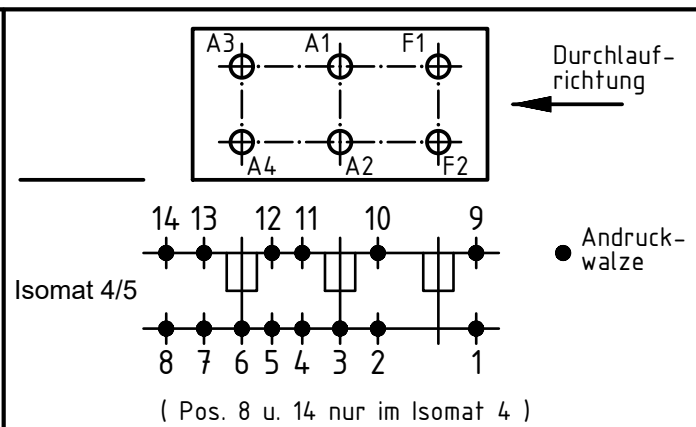 A3 A1 F1
Durchlauf-
richtung
A4 A2 F2
14 13 12 11 10 9
Andruck-
walze
Isomat 4/5
8 7 6 5 4 3 2 1
( Pos. 8 u. 14 nur im Isomat 4 )